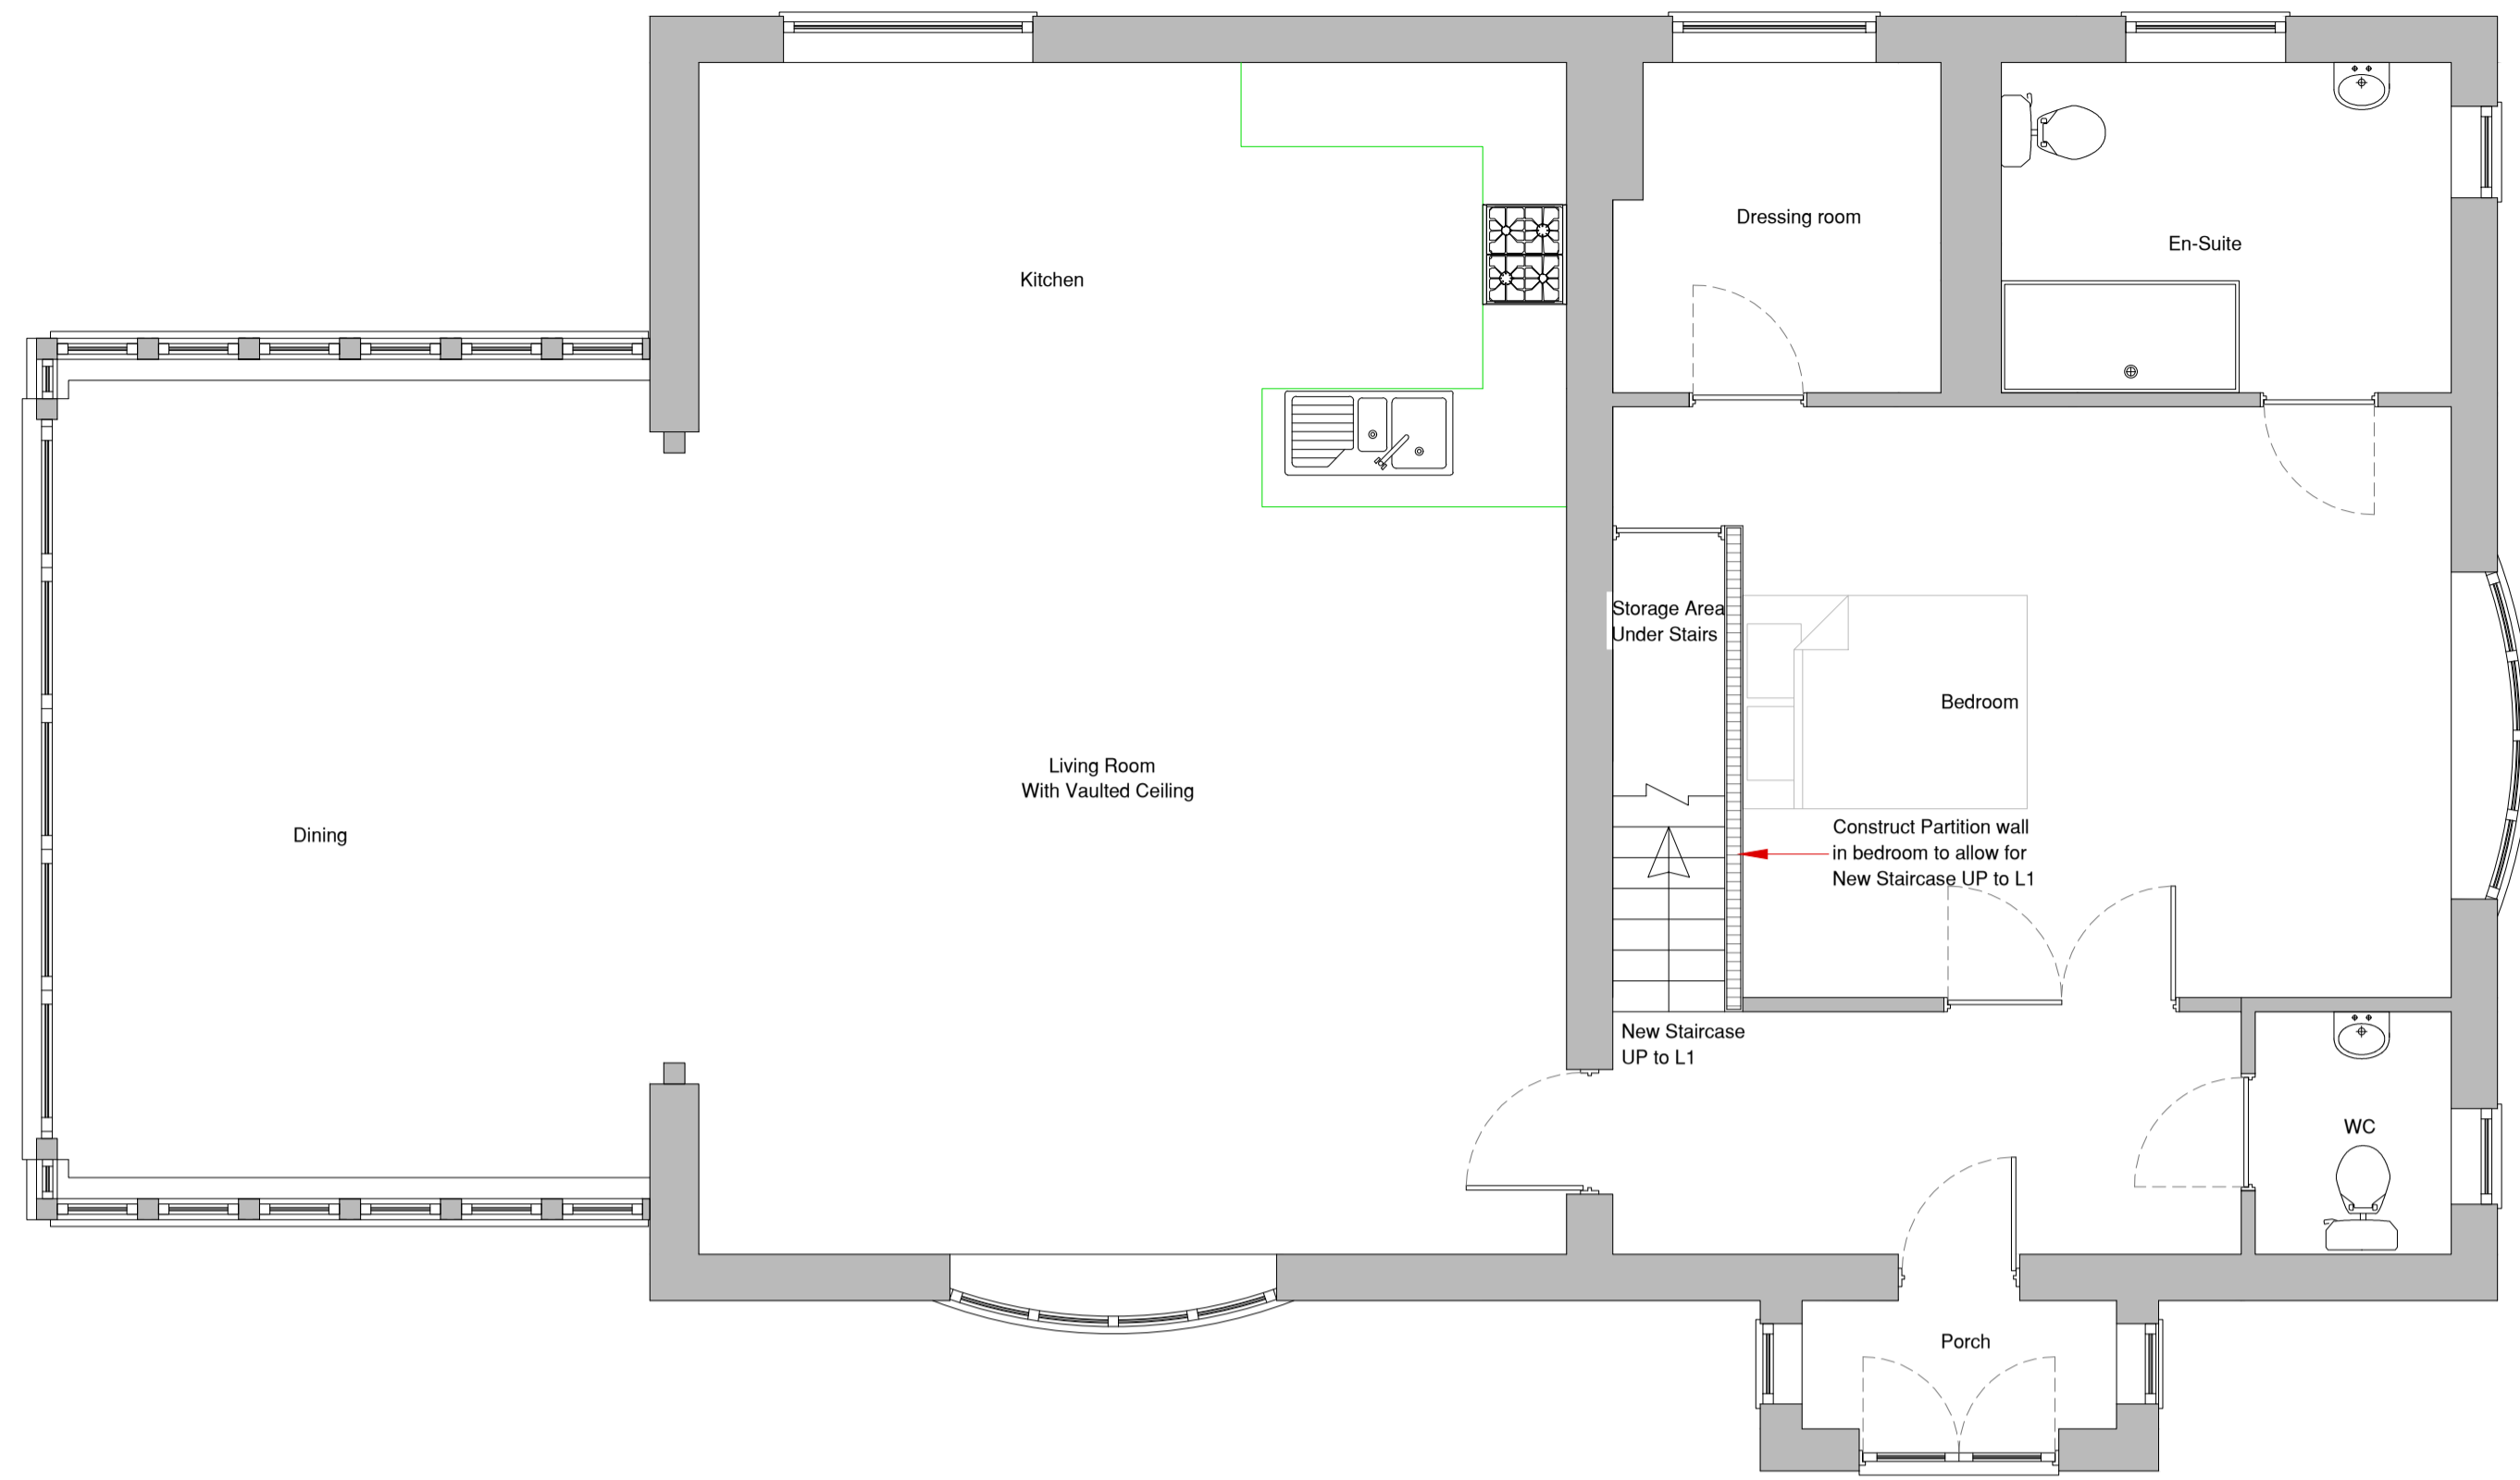 Dressing room
En-Suite
Kitchen
Storage Area
Under Stairs
Bedroom
Living Room
With Vaulted Ceiling
Dining
Construct Partition wall
in bedroom to allow for
New Staircase UP to L1
New Staircase
UP to L1
WC
Porch